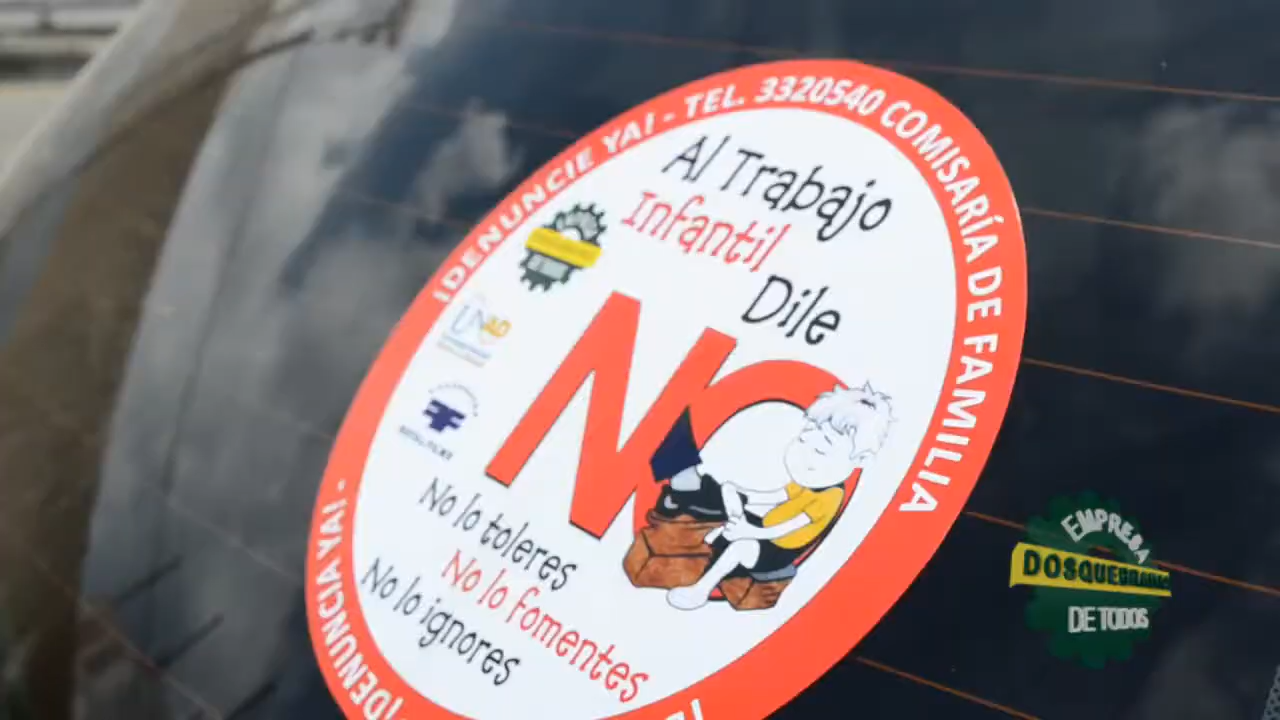 ¡DENUNCIE YA! - TEL. 3320540 COMISARÍA DE FAMILIA
Al Trabajo
Infantil
Dile
NO
UNAD
No lo toleres
No lo fomentes
No lo ignores
¡DENUNCIA YA! -
EMPRESA
DOSQUEBRADAS
DE TODOS